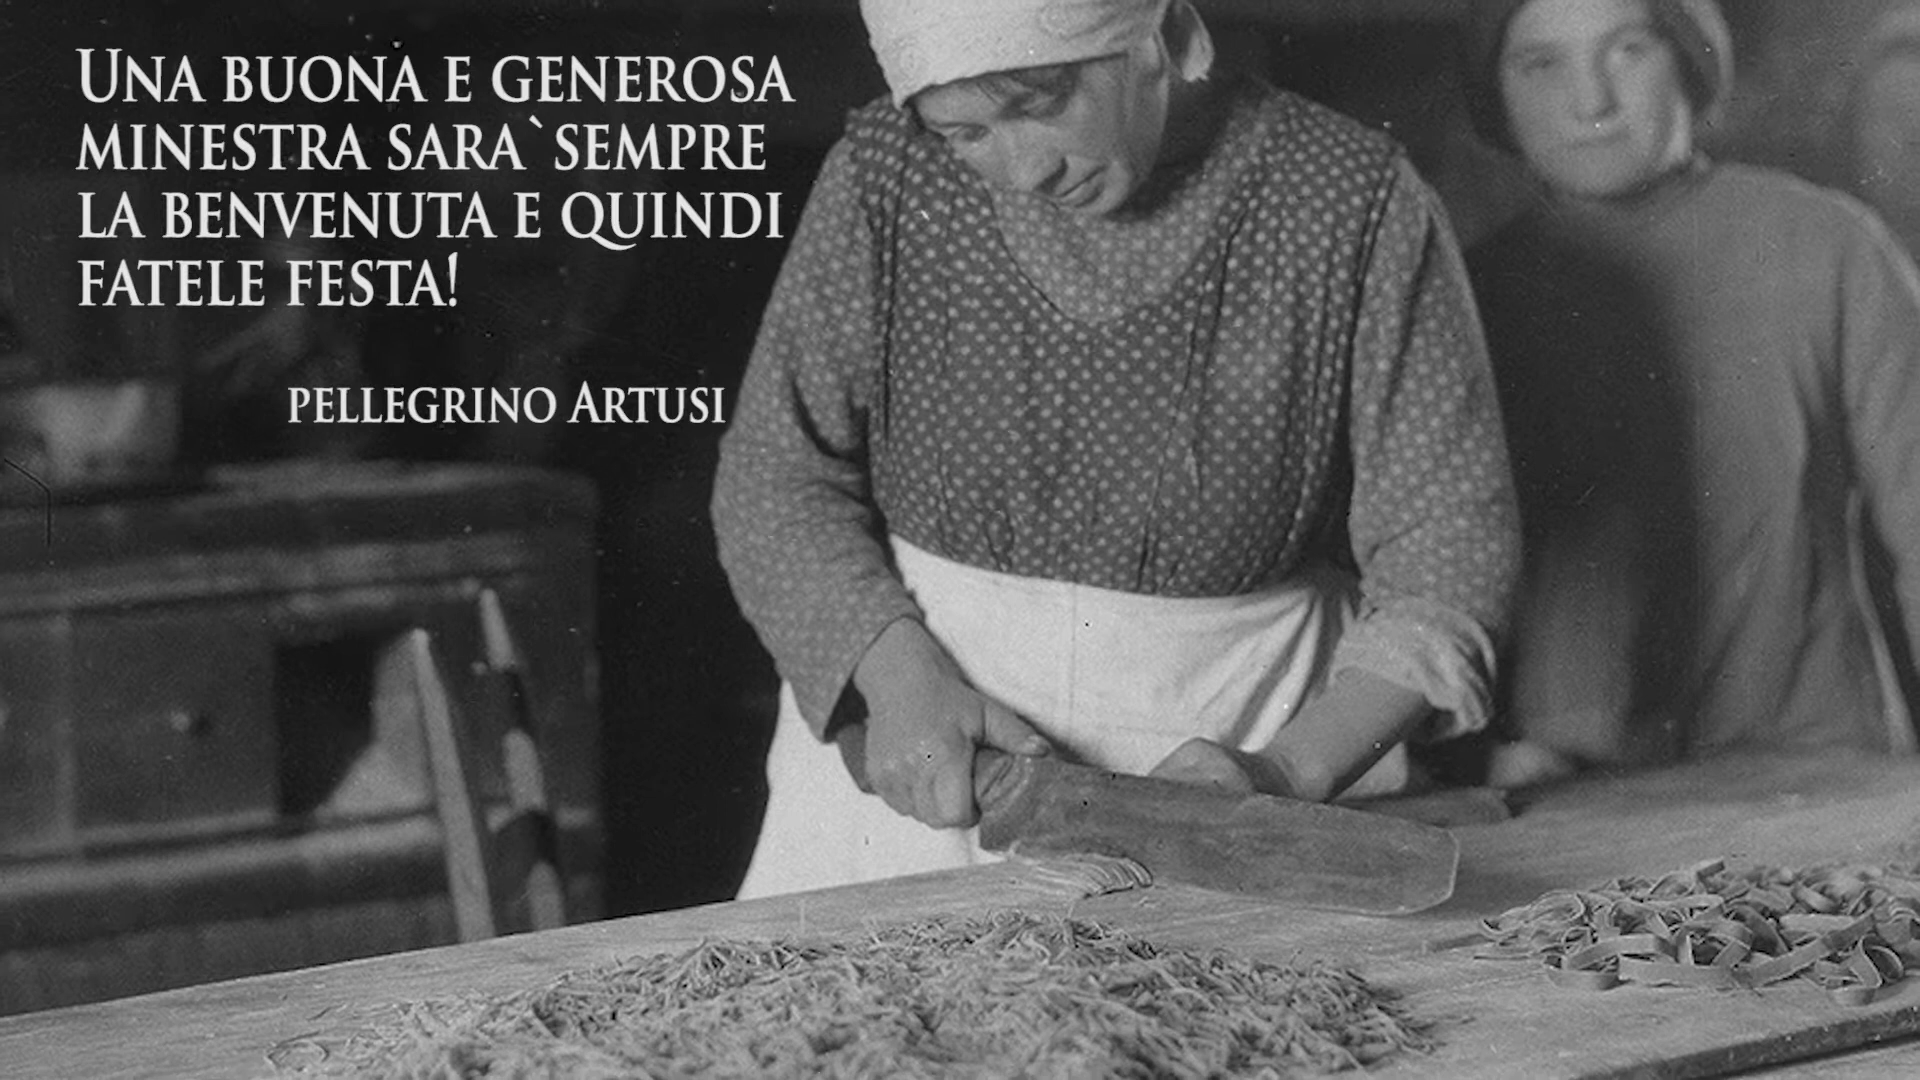 UNA BUONA E GENEROSA
MINESTRA SARA` SEMPRE
LA BENVENUTA E QUINDI
FATELE FESTA!
PELLEGRINO ARTUSI